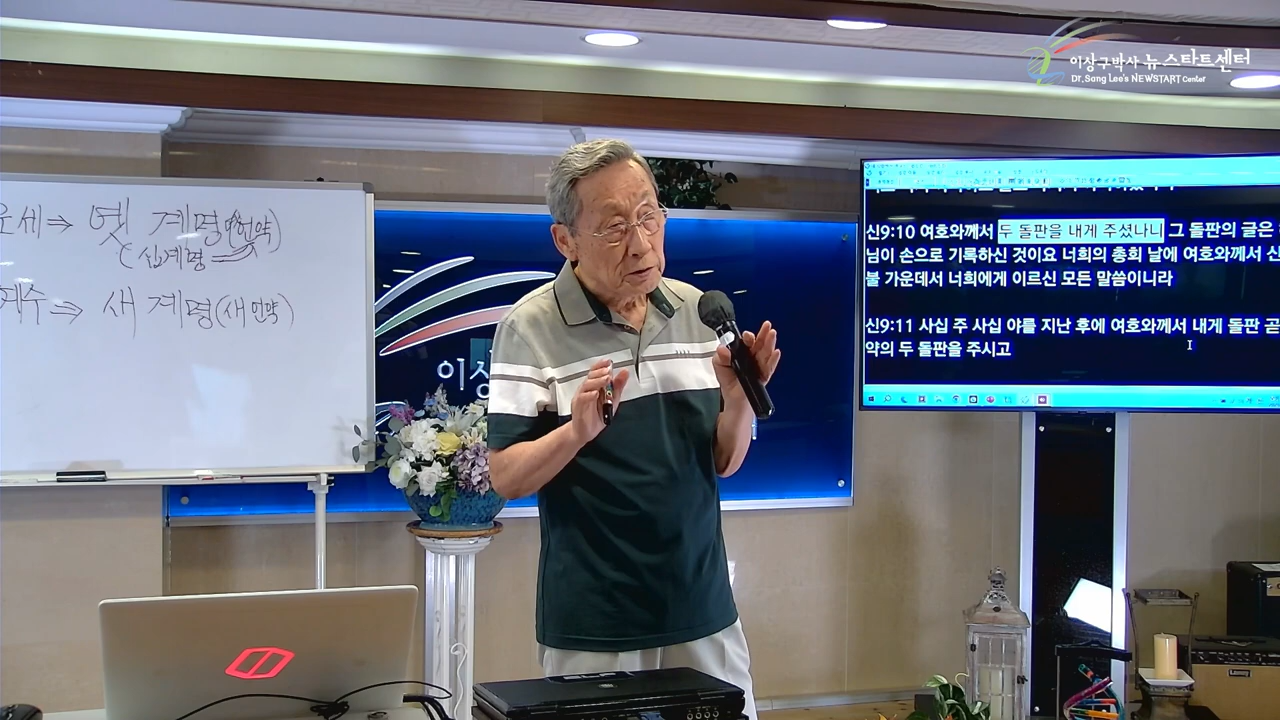 이상구박사 뉴스타트센터
Dr. Sang Lee's NEWSTART Center
세⇒ 옛 계명(옛언약)
(십계명
예수⇒ 새 계명(새언약)
이상
신9:10 여호와께서 두 돌판을 내게 주셨나니 그 돌판의 글은
님이 손으로 기록하신 것이요 너희의 총회 날에 여호와께서 산
불 가운데서 너희에게 이르신 모든 말씀이니라
신9:11 사십 주 사십 야를 지난 후에 여호와께서 내게 돌판 곧
약의 두 돌판을 주시고